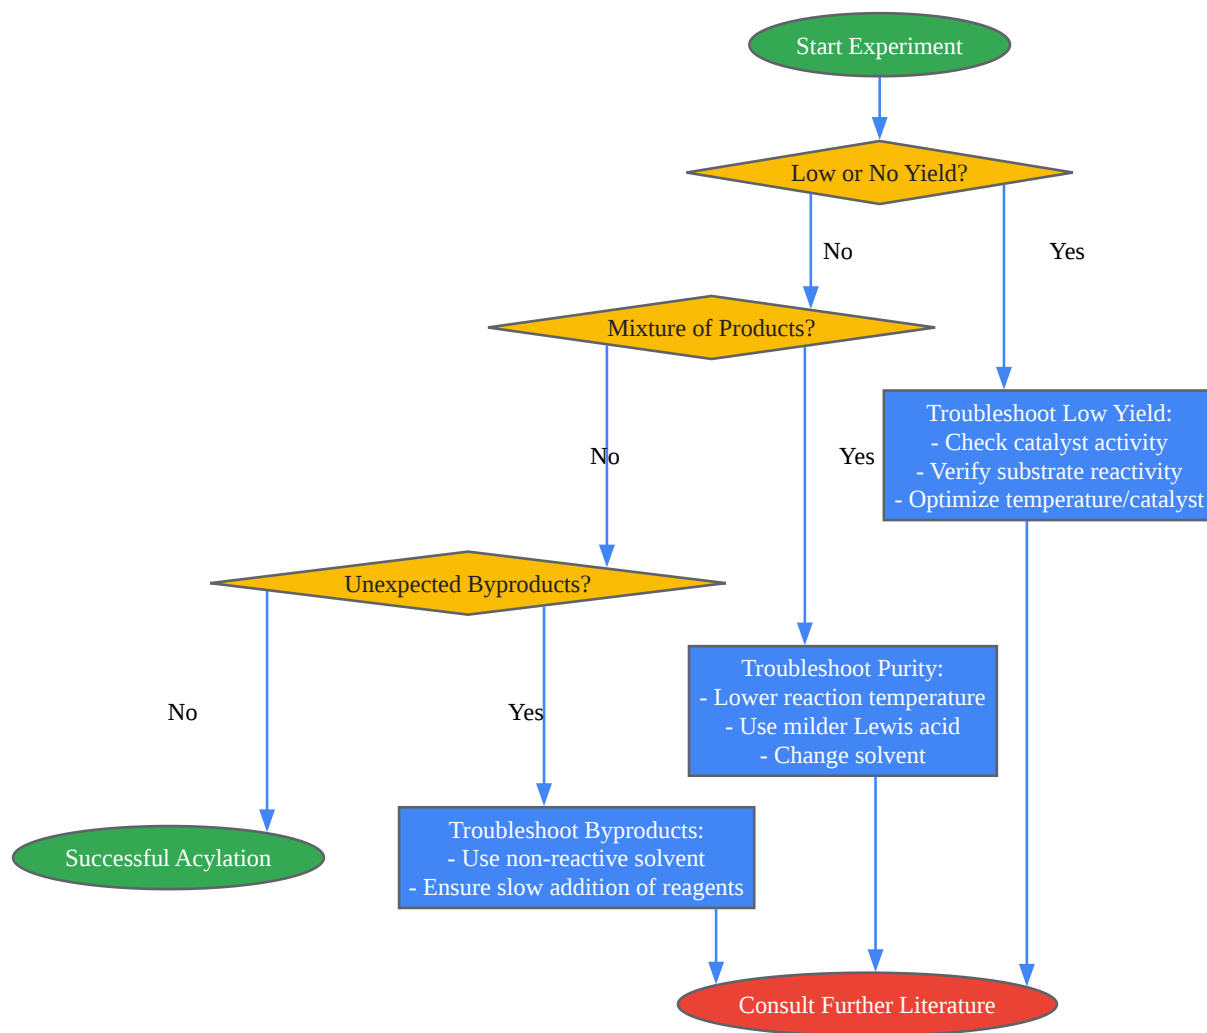 Start Experiment
Low or No Yield?
No
Yes
Mixture of Products?
Troubleshoot Low Yield:
- Check catalyst activity
- Verify substrate reactivity
- Optimize temperature/catalyst
No
Yes
Unexpected Byproducts?
Troubleshoot Purity:
- Lower reaction temperature
- Use milder Lewis acid
- Change solvent
No
Yes
Troubleshoot Byproducts:
- Use non-reactive solvent
- Ensure slow addition of reagents
Successful Acylation
Consult Further Literature